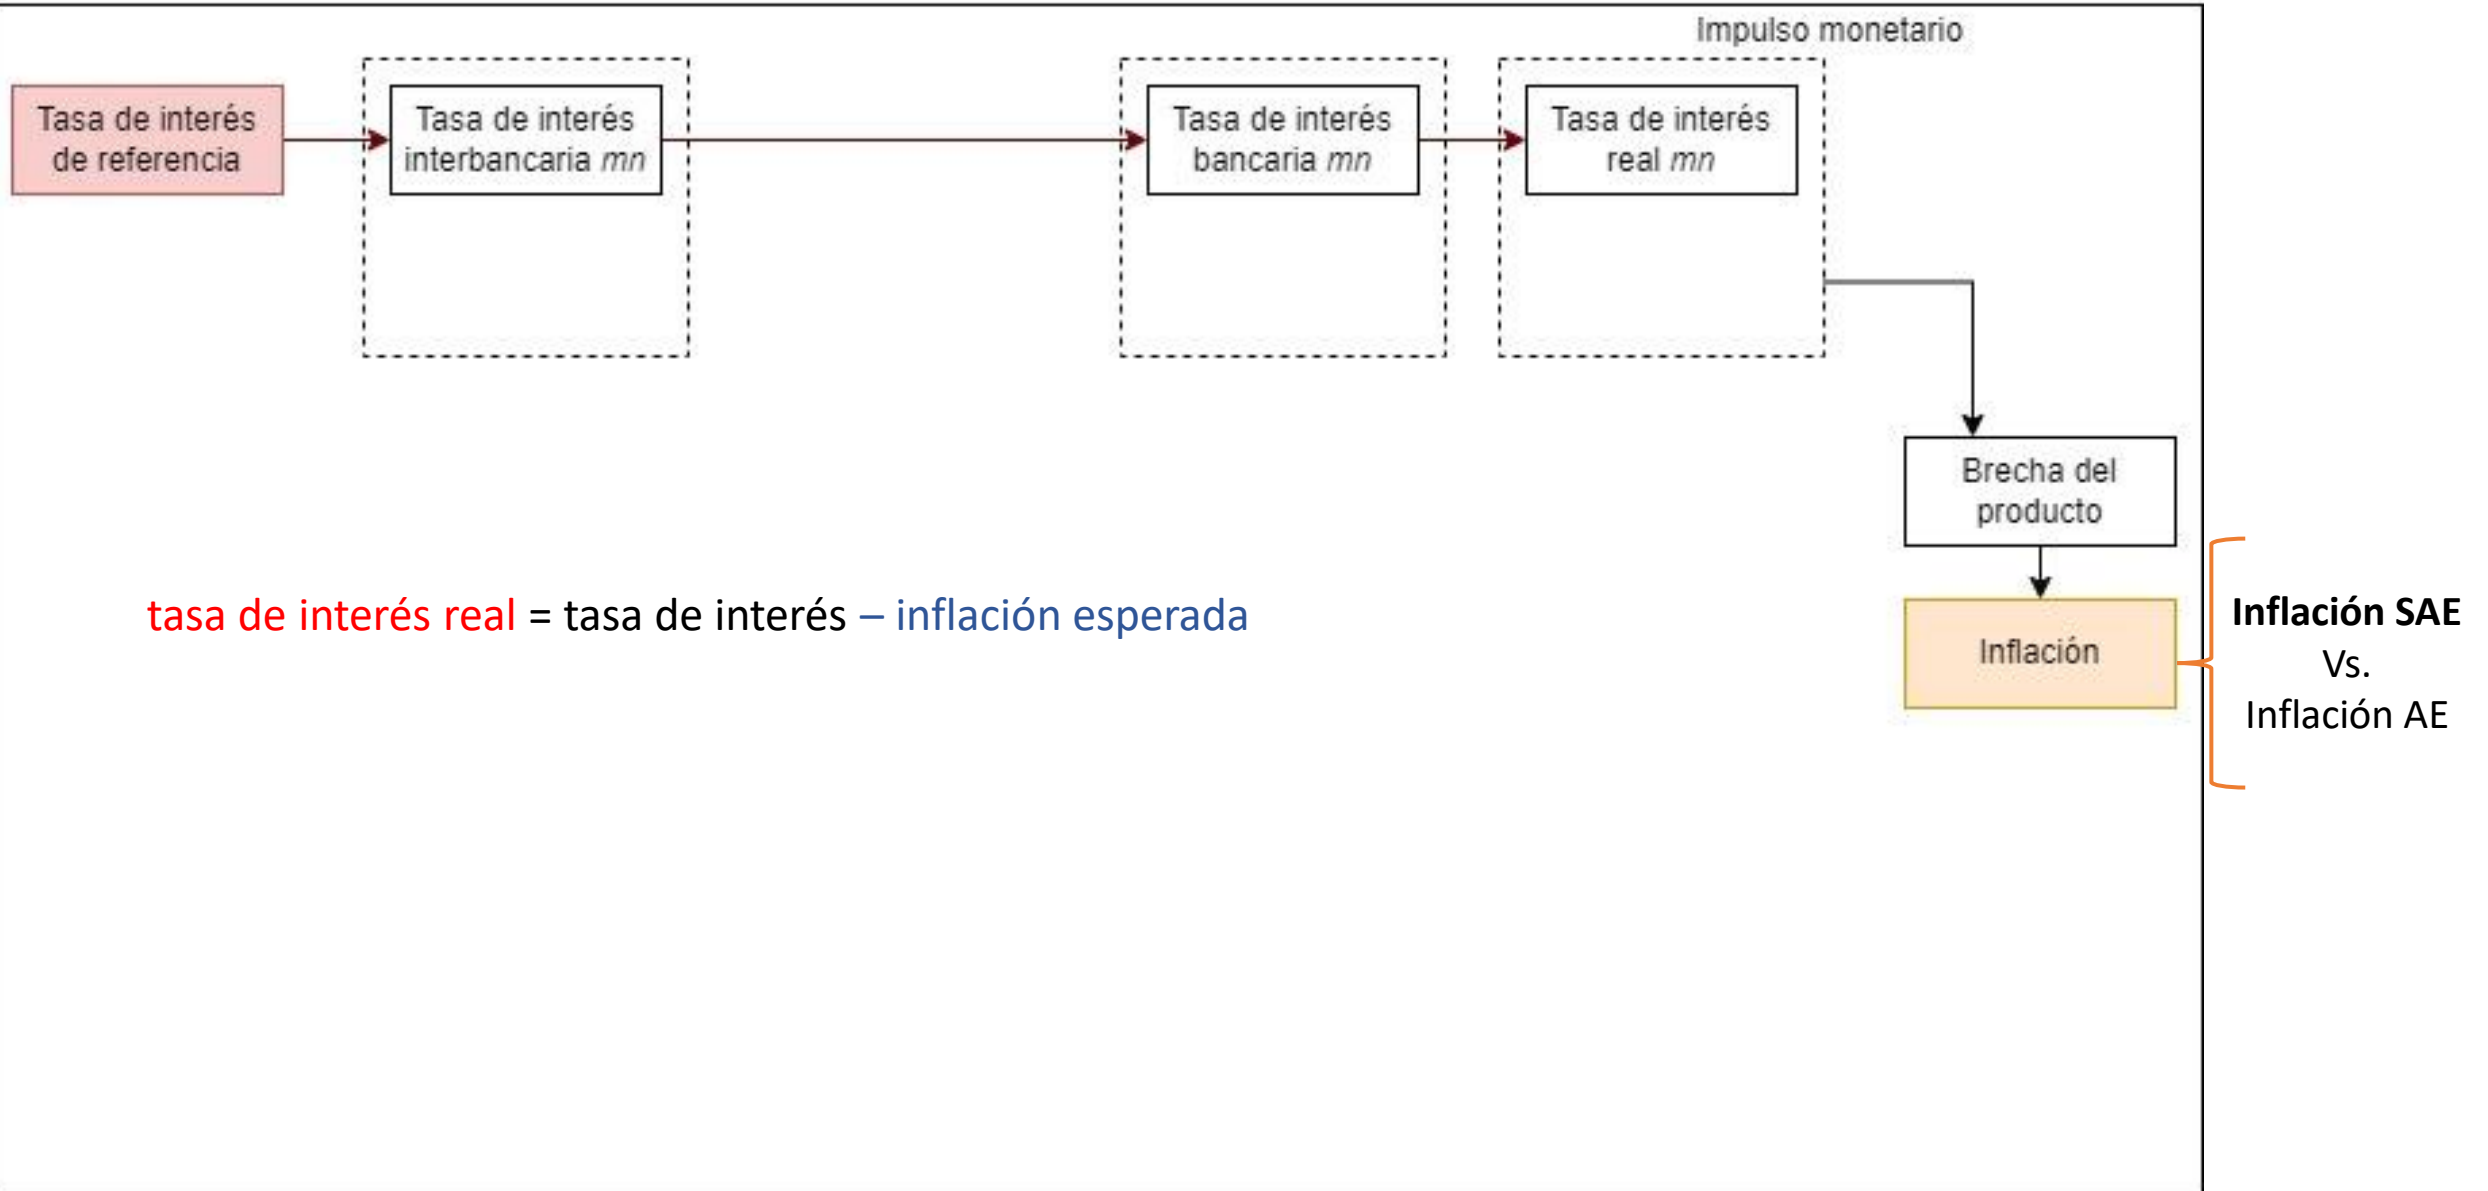 Impulso monetario
Tasa de interés
de referencia
Tasa de interés
interbancaria mn
Tasa de interés
bancaria mn
Tasa de interés
real mn
Brecha del
producto
tasa de interés real = tasa de interés – inflación esperada
Inflación
Inflación SAE
Vs.
Inflación AE